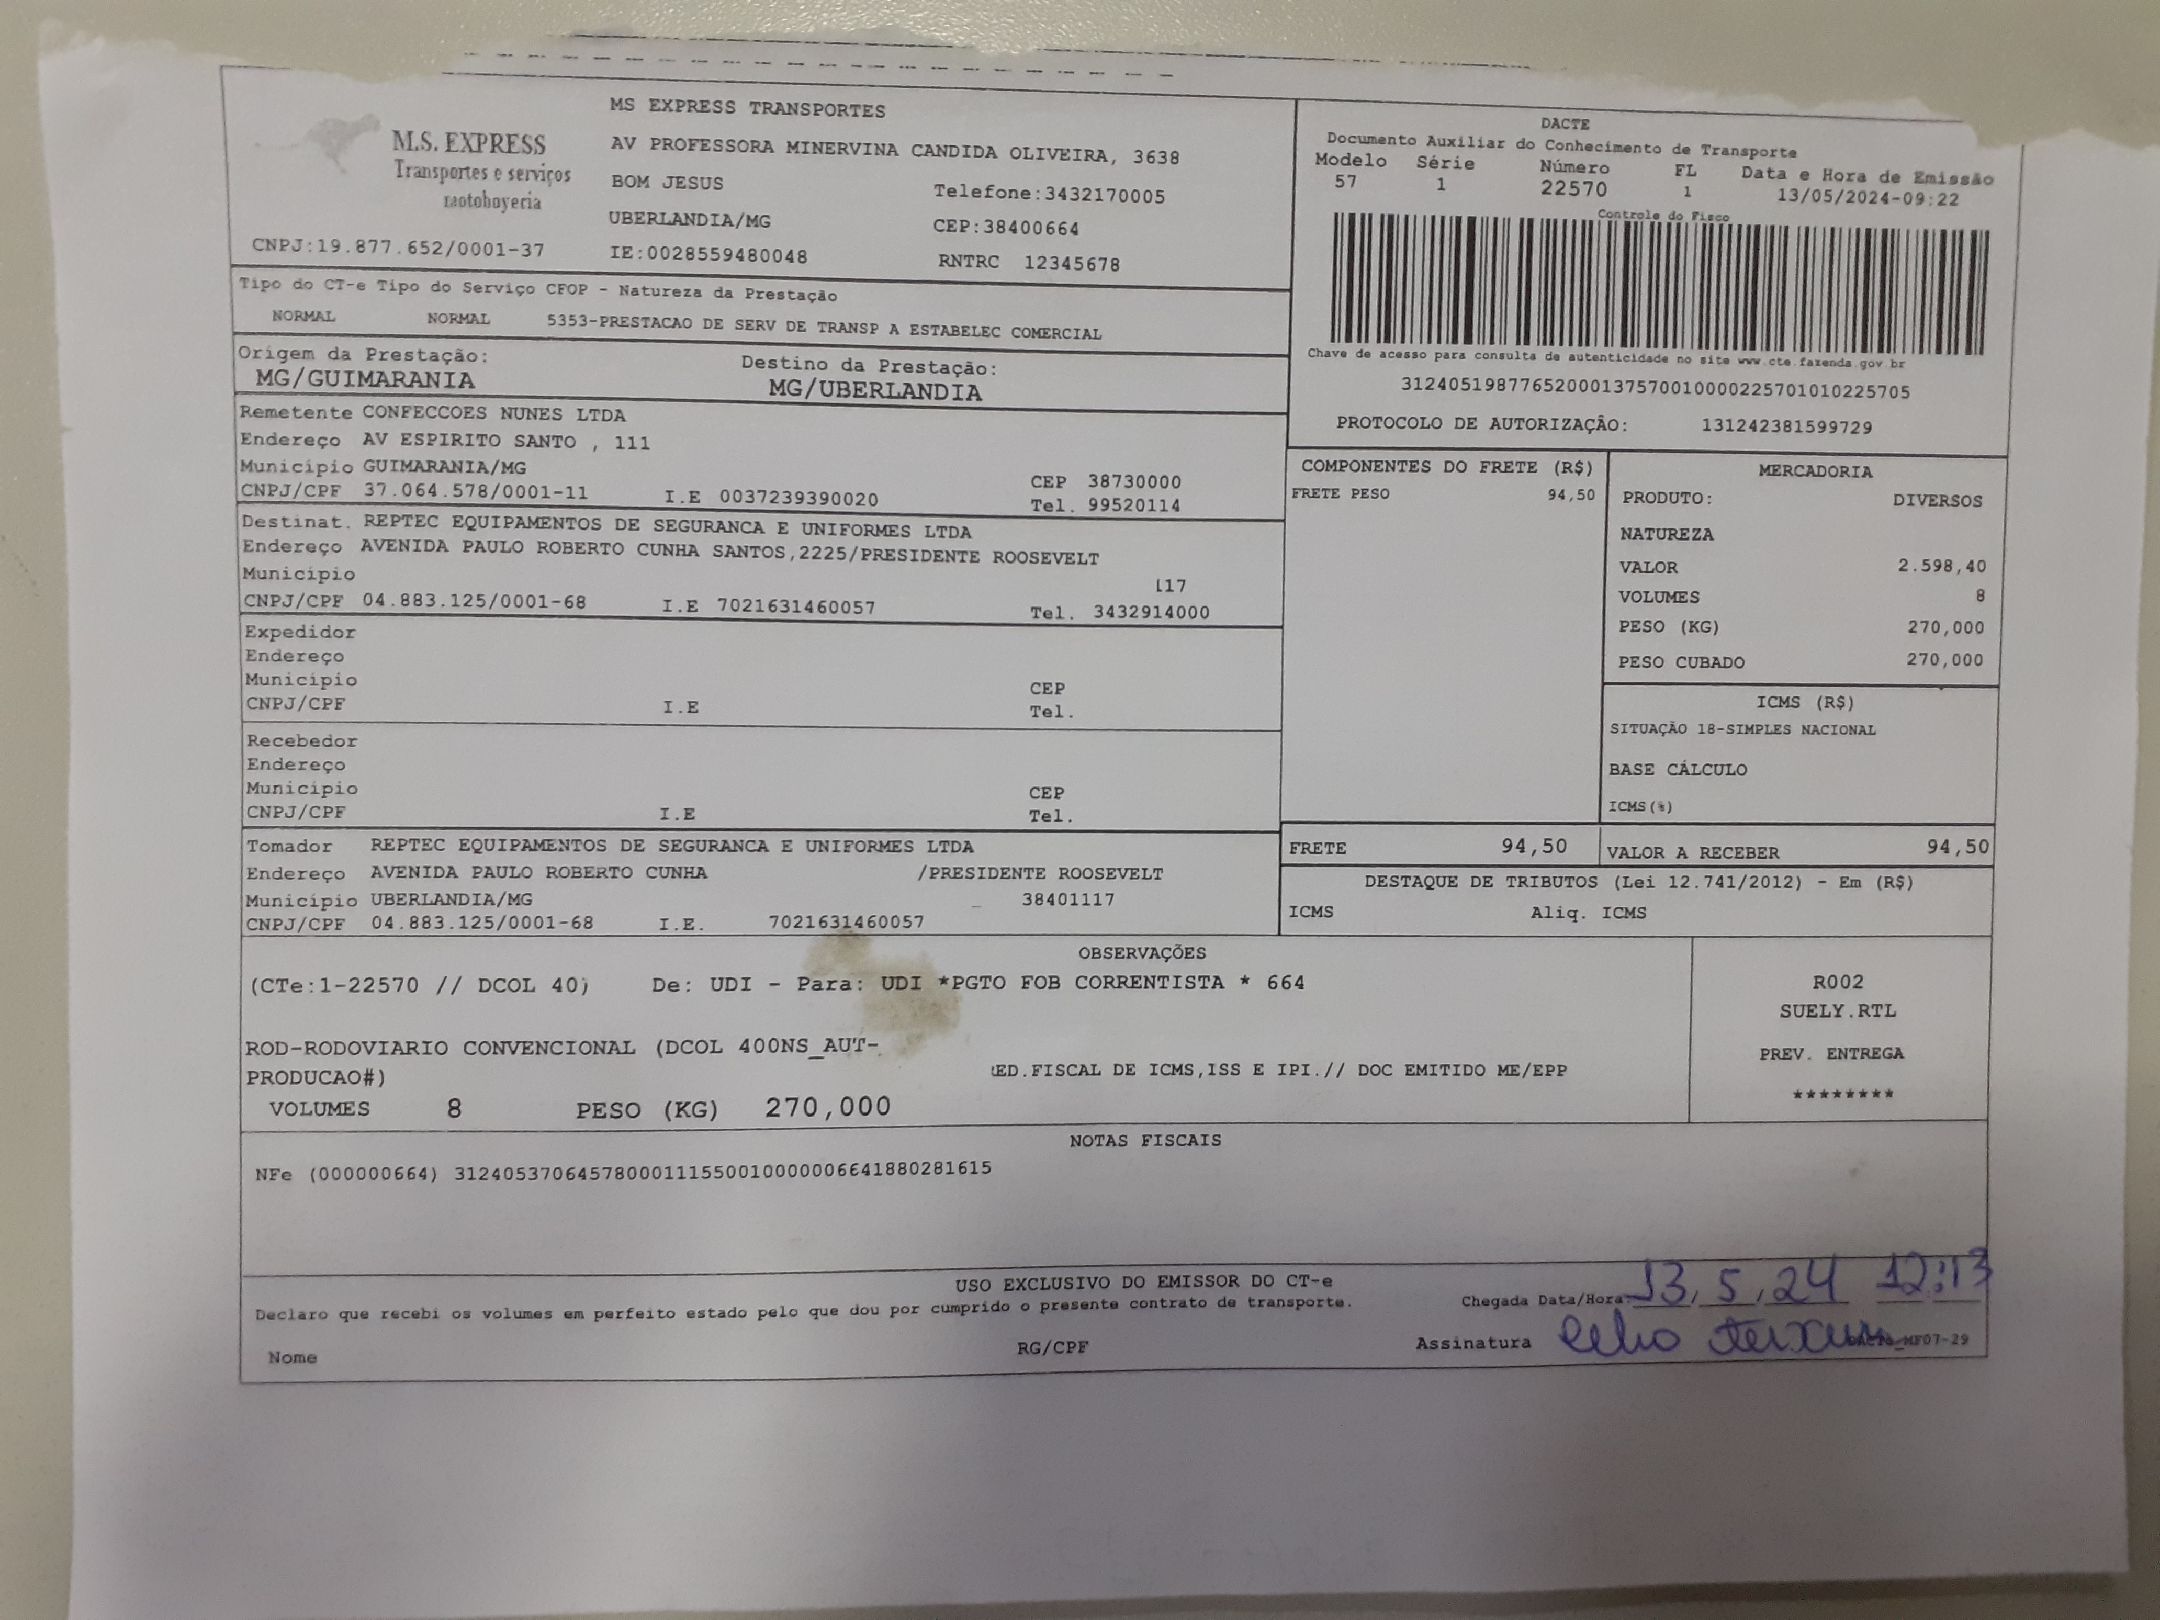 M.S. EXPRESS
Transportes e serviços
motoboyeria
CNPJ:19.877.652/0001-37
MS EXPRESS TRANSPORTES
AV PROFESSORA MINERVINA CANDIDA OLIVEIRA, 3638
BOM JESUS Telefone:3432170005
UBERLANDIA/MG CEP:38400664
IE:0028559480048 RNTRC 12345678
DACTE
Documento Auxiliar do Conhecimento de Transporte
Modelo Série Número FL Data e Hora de Emissão
57 1 22570 1 13/05/2024-09:22
Controle do Fisco
Chave de acesso para consulta de autenticidade no site www.cte.fazenda.gov.br
31240519877652000137570010000225701010225705
PROTOCOLO DE AUTORIZAÇÃO: 131242381599729
Tipo do CT-e Tipo do Serviço CFOP - Natureza da Prestação
NORMAL NORMAL 5353-PRESTACAO DE SERV DE TRANSP A ESTABELEC COMERCIAL
Origem da Prestação: Destino da Prestação:
MG/GUIMARANIA MG/UBERLANDIA
Remetente CONFECCOES NUNES LTDA
Endereço AV ESPIRITO SANTO , 111
Município GUIMARANIA/MG CEP 38730000
CNPJ/CPF 37.064.578/0001-11 I.E 0037239390020 Tel. 99520114
Destinat. REPTEC EQUIPAMENTOS DE SEGURANCA E UNIFORMES LTDA
Endereço AVENIDA PAULO ROBERTO CUNHA SANTOS,2225/PRESIDENTE ROOSEVELT
Município 117
CNPJ/CPF 04.883.125/0001-68 I.E 7021631460057 Tel. 3432914000
Expedidor
Endereço
Município CEP
CNPJ/CPF I.E Tel.
Recebedor
Endereço
Município CEP
CNPJ/CPF I.E Tel.
Tomador REPTEC EQUIPAMENTOS DE SEGURANCA E UNIFORMES LTDA
Endereço AVENIDA PAULO ROBERTO CUNHA /PRESIDENTE ROOSEVELT
Município UBERLANDIA/MG 38401117
CNPJ/CPF 04.883.125/0001-68 I.E. 7021631460057
COMPONENTES DO FRETE (R$)
FRETE PESO 94,50
MERCADORIA
PRODUTO: DIVERSOS
NATUREZA
VALOR 2.598,40
VOLUMES 8
PESO (KG) 270,000
PESO CUBADO 270,000
ICMS (R$)
SITUAÇÃO 18-SIMPLES NACIONAL
BASE CÁLCULO
ICMS(%)
FRETE 94,50 VALOR A RECEBER 94,50
DESTAQUE DE TRIBUTOS (Lei 12.741/2012) - Em (R$)
ICMS Aliq. ICMS
OBSERVAÇÕES
(CTe:1-22570 // DCOL 40) De: UDI - Para: UDI *PGTO FOB CORRENTISTA * 664
ROD-RODOVIARIO CONVENCIONAL (DCOL 400NS_AUT-
PRODUCAO#) ED.FISCAL DE ICMS,ISS E IPI.// DOC EMITIDO ME/EPP
VOLUMES 8 PESO (KG) 270,000
R002
SUELY.RTL
PREV. ENTREGA
********
NOTAS FISCAIS
NFe (000000664) 31240537064578000111550010000006641880281615
USO EXCLUSIVO DO EMISSOR DO CT-e
Declaro que recebi os volumes em perfeito estado pelo que dou por cumprido o presente contrato de transporte. Chegada Data/Hora: 13/5/24 12:13
Nome RG/CPF Assinatura